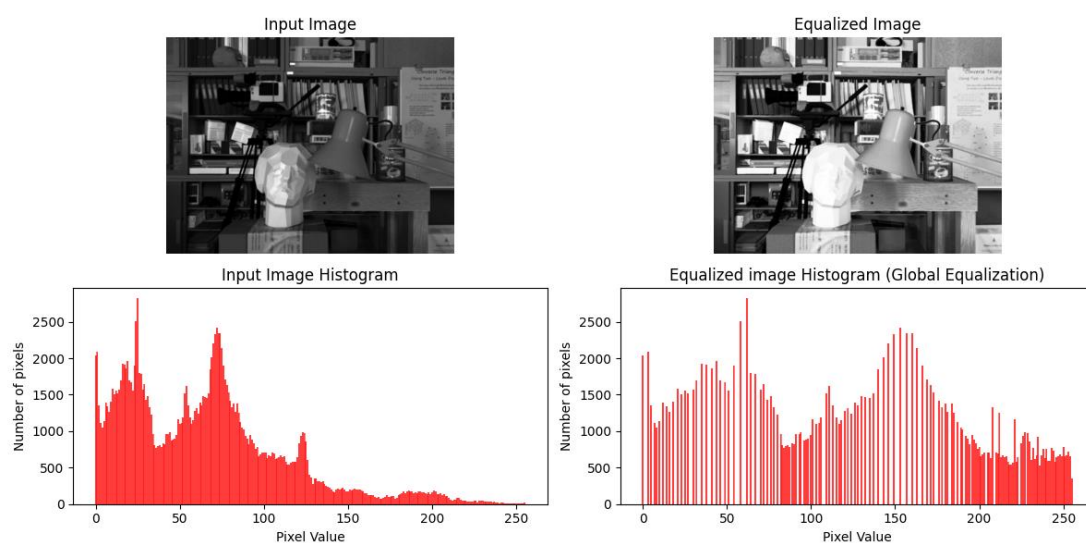 Input Image
Equalized Image
Input Image Histogram
Number of pixels
2500
2000
1500
1000
500
0
0 50 100 150 200 250
Pixel Value
Equalized image Histogram (Global Equalization)
Number of pixels
2500
2000
1500
1000
500
0
0 50 100 150 200 250
Pixel Value